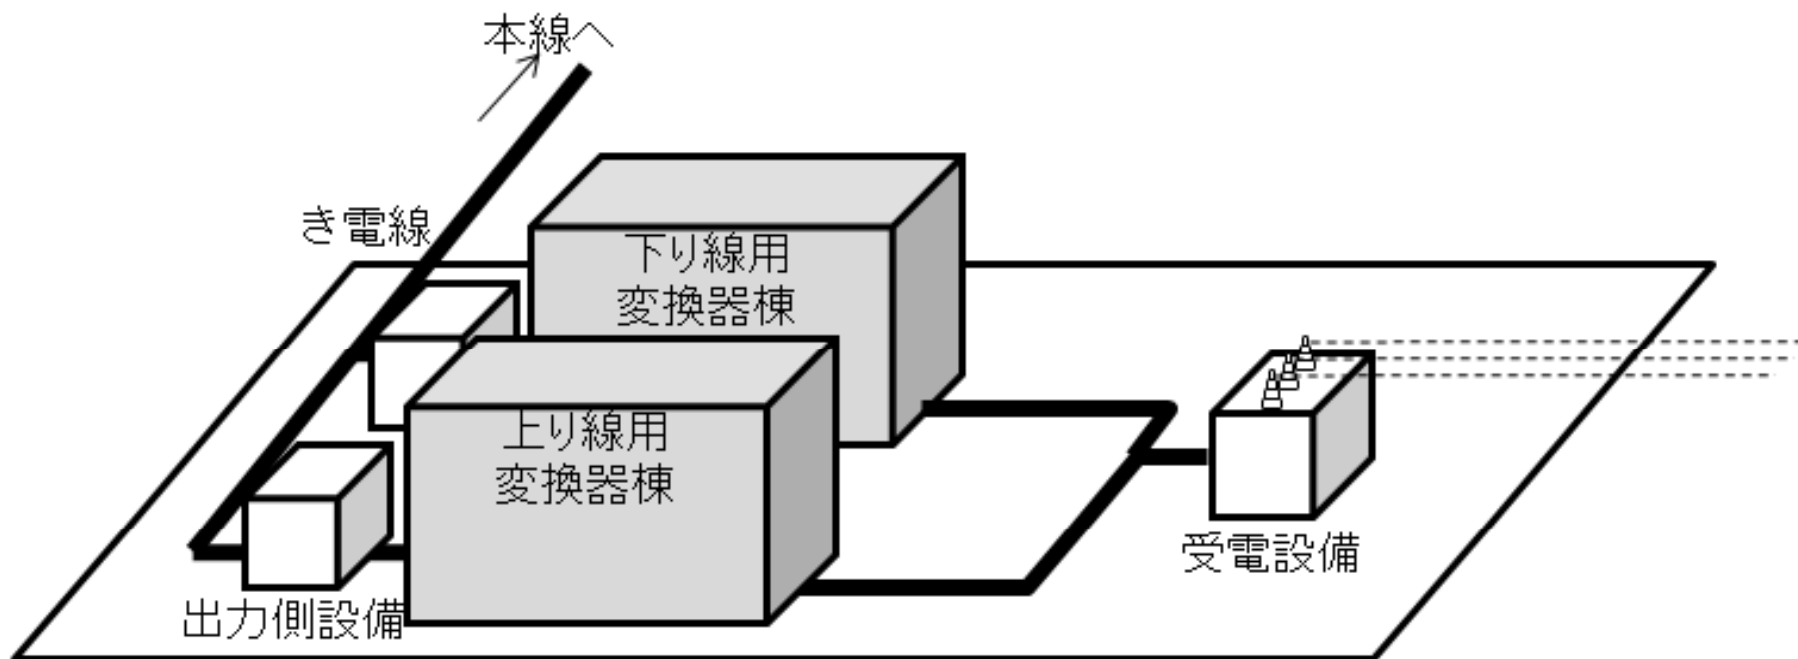 本線へ
き電線
下り線用
変換器棟
上り線用
変換器棟
受電設備
出力側設備